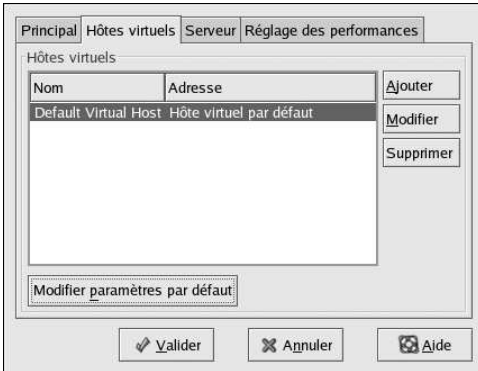 Principal Hôtes virtuels Serveur Réglage des performances
Hôtes virtuels
Nom Adresse
Default Virtual Host Hôte virtuel par défaut
Ajouter
Modifier
Supprimer
Modifier paramètres par défaut
Valider Annuler Aide